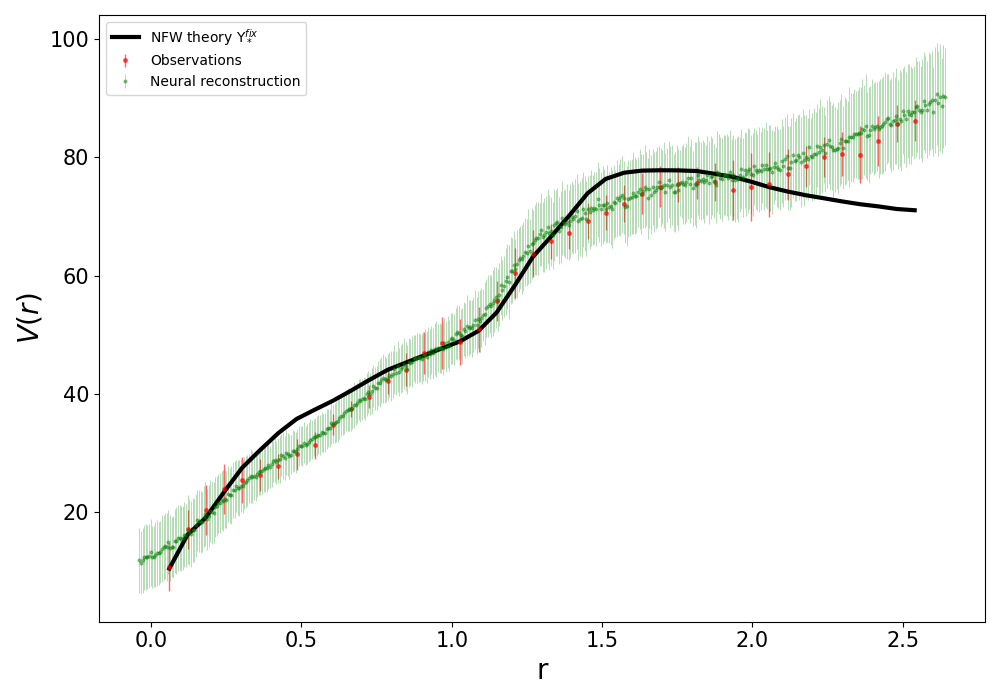 NFW theory Υ_*^{fix}
Observations
Neural reconstruction
100
80
60
40
20
V(r)
0.0 0.5 1.0 1.5 2.0 2.5
r